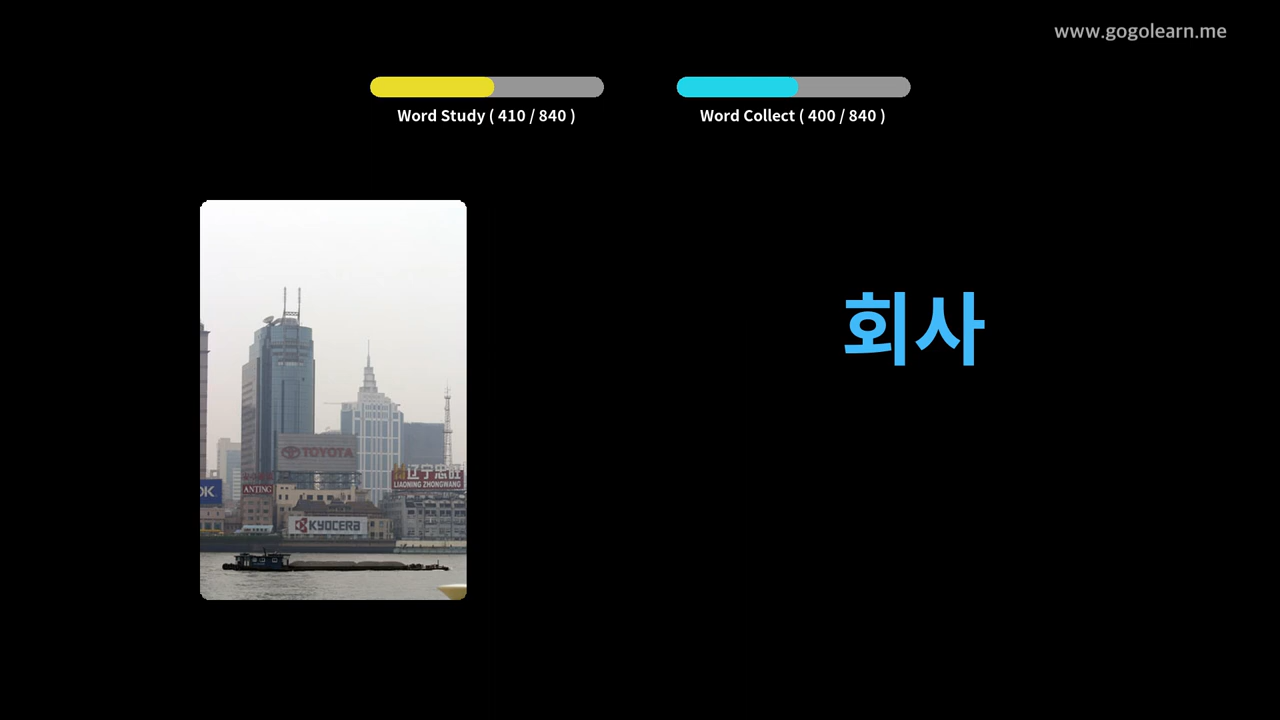 www.gogolearn.me
Word Study ( 410 / 840 )
Word Collect ( 400 / 840 )
회사
TOYOTA
辽宁忠旺
LIAONING ZHONGWANG
OK
ANTING
KYOCERA